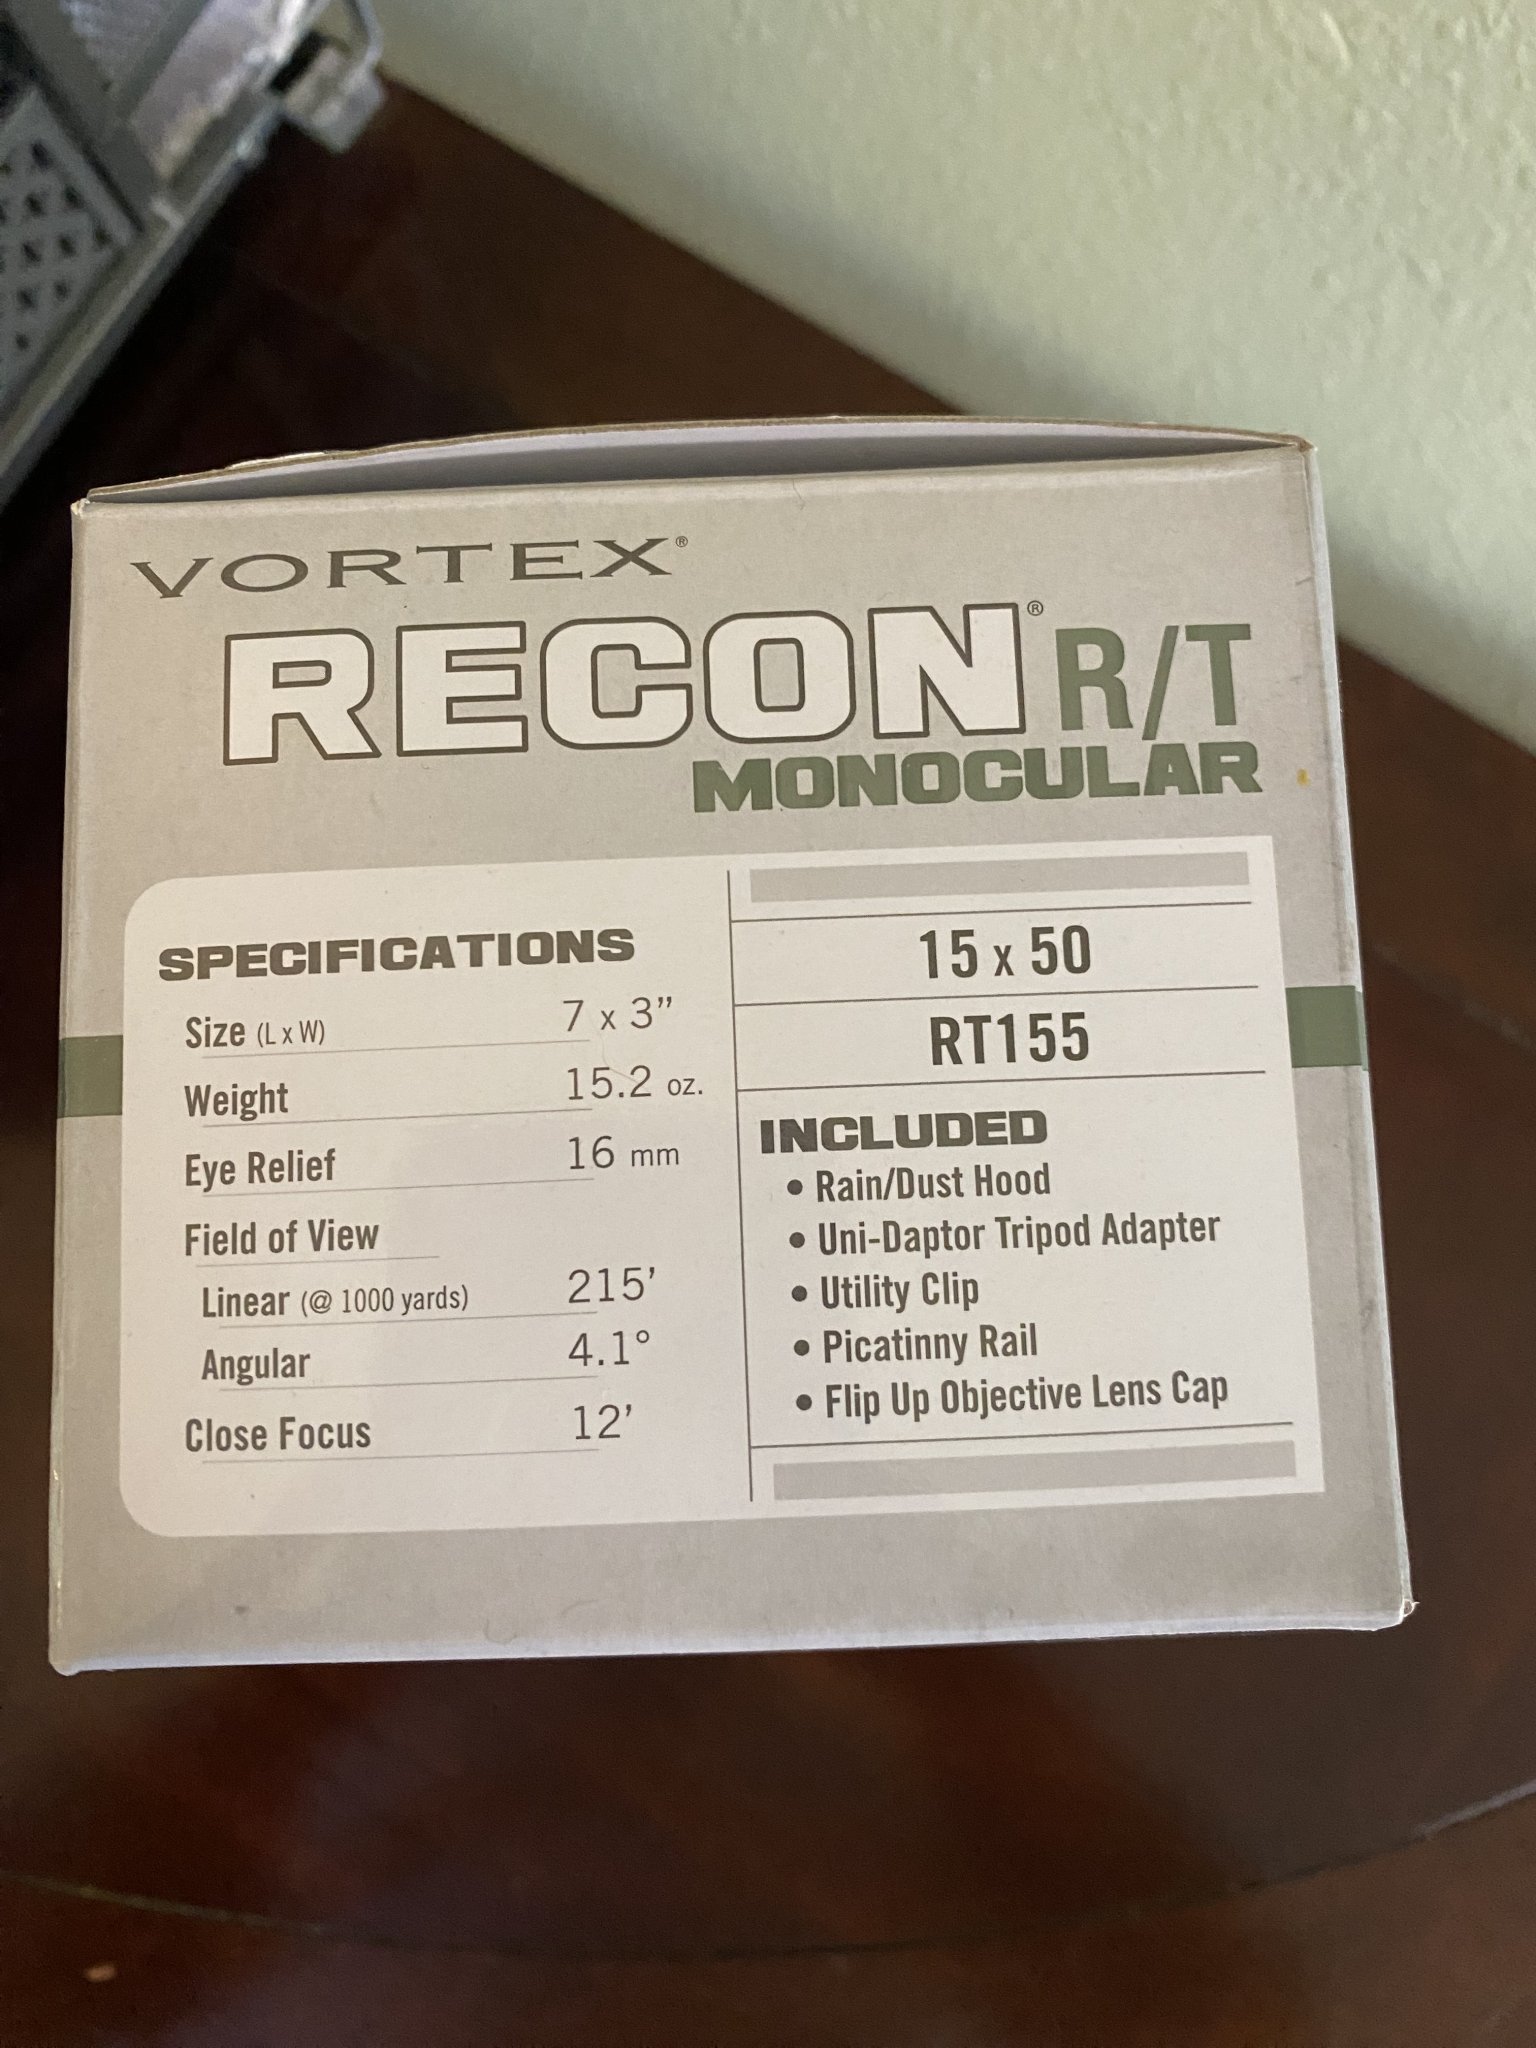 VORTEX®
RECON® R/T
MONOCULAR
SPECIFICATIONS
Size (L x W) 7 x 3”
Weight 15.2 oz.
Eye Relief 16 mm
Field of View
Linear (@ 1000 yards) 215’
Angular 4.1°
Close Focus 12’
15 x 50
RT155
INCLUDED
• Rain/Dust Hood
• Uni-Daptor Tripod Adapter
• Utility Clip
• Picatinny Rail
• Flip Up Objective Lens Cap